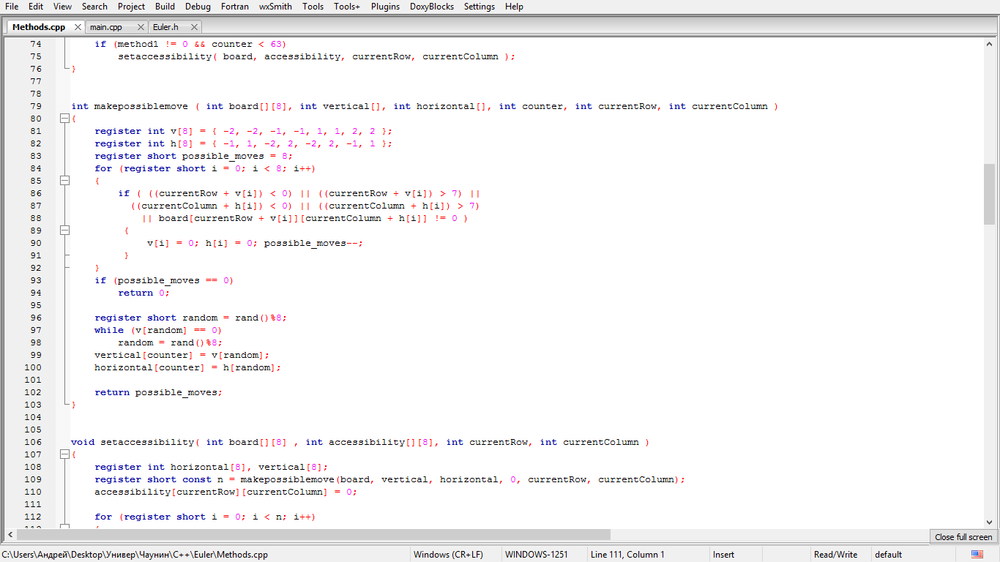 File Edit View Search Project Build Debug Fortran wxSmith Tools Tools+ Plugins DoxyBlocks Settings Help
Methods.cpp main.cpp Euler.h
74 if (method1 != 0 && counter < 63)
75 setaccessibility( board, accessibility, currentRow, currentColumn );
76 }
77
78
79 int makepossiblemove ( int board[][8], int vertical[], int horizontal[], int counter, int currentRow, int currentColumn )
80 {
81 register int v[8] = { -2, -2, -1, -1, 1, 1, 2, 2 };
82 register int h[8] = { -1, 1, -2, 2, -2, 2, -1, 1 };
83 register short possible_moves = 8;
84 for (register short i = 0; i < 8; i++)
85 {
86 if ( ((currentRow + v[i]) < 0) || ((currentRow + v[i]) > 7) ||
87 ((currentColumn + h[i]) < 0) || ((currentColumn + h[i]) > 7)
88 || board[currentRow + v[i]][currentColumn + h[i]] != 0 )
89 {
90 v[i] = 0; h[i] = 0; possible_moves--;
91 }
92 }
93 if (possible_moves == 0)
94 return 0;
95
96 register short random = rand()%8;
97 while (v[random] == 0)
98 random = rand()%8;
99 vertical[counter] = v[random];
100 horizontal[counter] = h[random];
101
102 return possible_moves;
103 }
104
105
106 void setaccessibility( int board[][8] , int accessibility[][8], int currentRow, int currentColumn )
107 {
108 register int horizontal[8], vertical[8];
109 register short const n = makepossiblemove(board, vertical, horizontal, 0, currentRow, currentColumn);
110 accessibility[currentRow][currentColumn] = 0;
111
112 for (register short i = 0; i < n; i++)
Close full screen
C:\Users\Андрей\Desktop\Универ\Чаунин\C++\Euler\Methods.cpp Windows (CR+LF) WINDOWS-1251 Line 111, Column 1 Insert Read/Write default